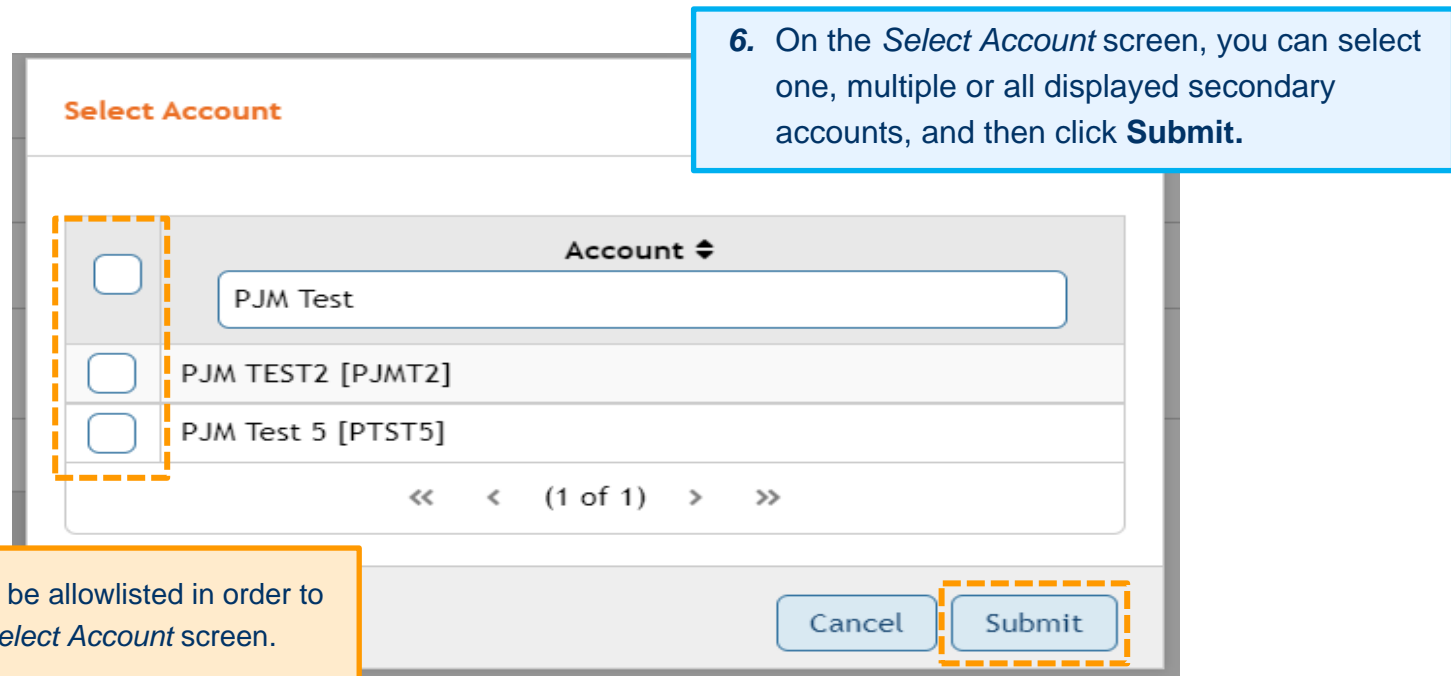 6. On the Select Account screen, you can select
one, multiple or all displayed secondary
accounts, and then click Submit.
Select Account
Account
PJM Test
PJM TEST2 [PJMT2]
PJM Test 5 [PTST5]
« < (1 of 1) > »
be allowlisted in order to
Account screen.
Cancel Submit